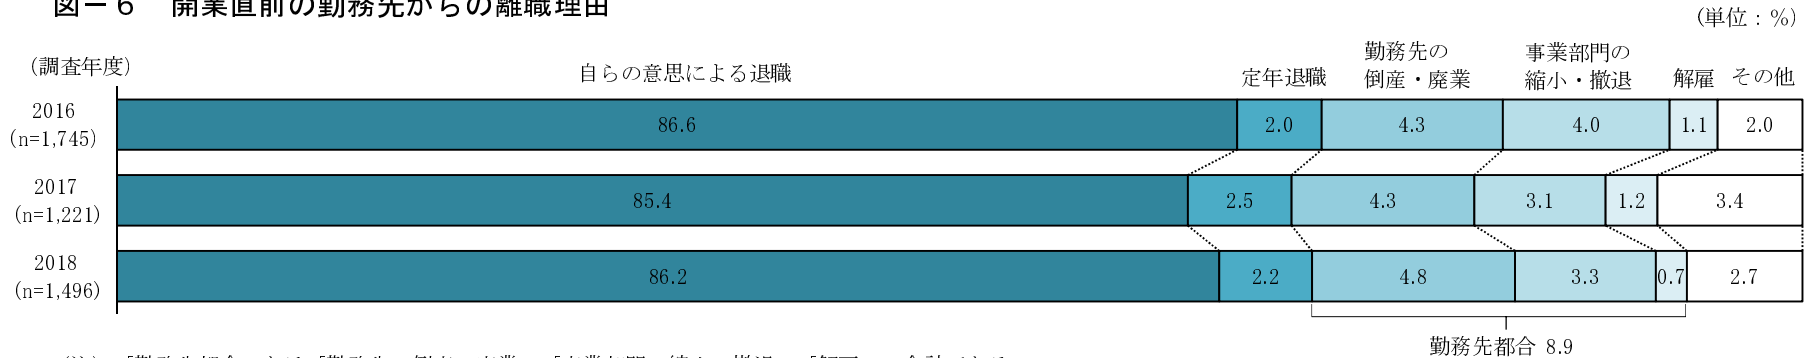 図－６　開業直前の勤務先からの離職理由
（単位：％）
（調査年度）
自らの意思による退職
定年退職
勤務先の
倒産・廃業
事業部門の
縮小・撤退
解雇
その他
2016
（n=1,745）
86.6 2.0 4.3 4.0 1.1 2.0
2017
（n=1,221）
85.4 2.5 4.3 3.1 1.2 3.4
2018
（n=1,496）
86.2 2.2 4.8 3.3 0.7 2.7
勤務先都合 8.9